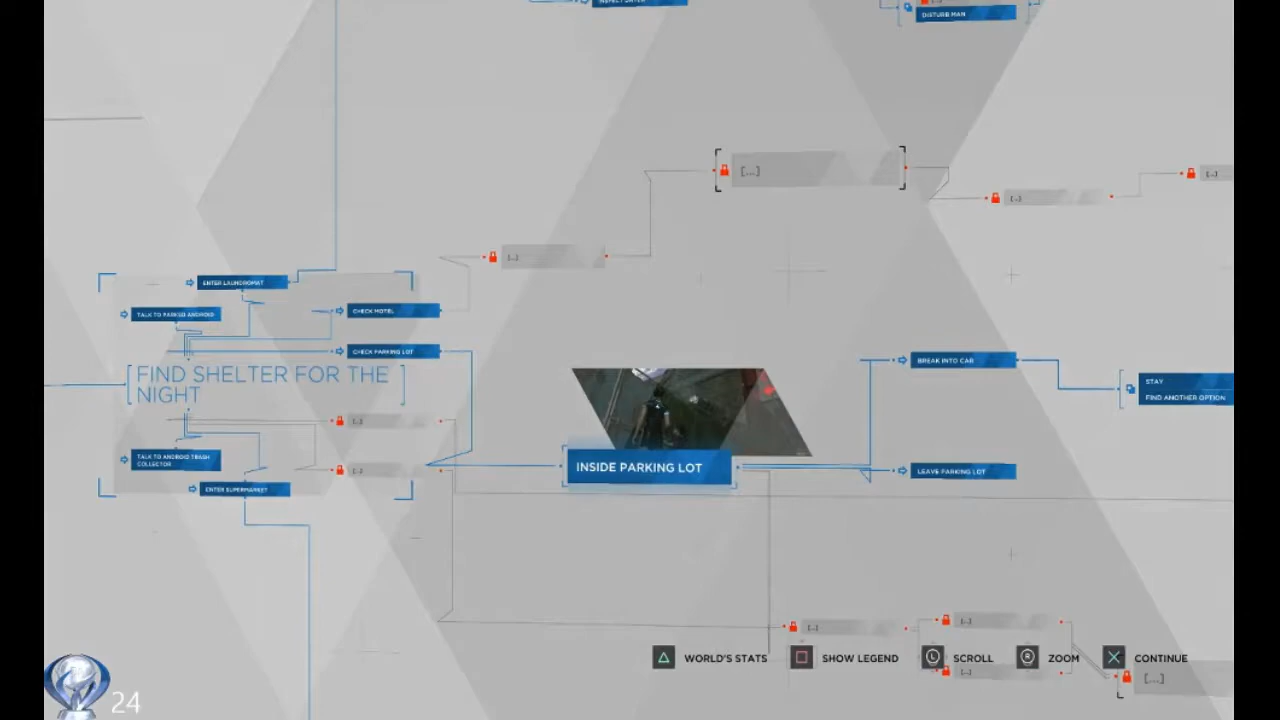 INSPECT DRYER
DISTURB MAN
[...]
[...]
[...]
[...]
ENTER LAUNDROMAT
TALK TO PARKED ANDROID
CHECK MOTEL
CHECK PARKING LOT
BREAK INTO CAR
FIND SHELTER FOR THE
NIGHT
STAY
FIND ANOTHER OPTION
[...]
TALK TO ANDROID TRASH
COLLECTOR
[...]
INSIDE PARKING LOT
LEAVE PARKING LOT
ENTER SUPERMARKET
[...]
[...]
WORLD'S STATS
SHOW LEGEND
L
SCROLL
R
ZOOM
CONTINUE
[...]
[...]
24